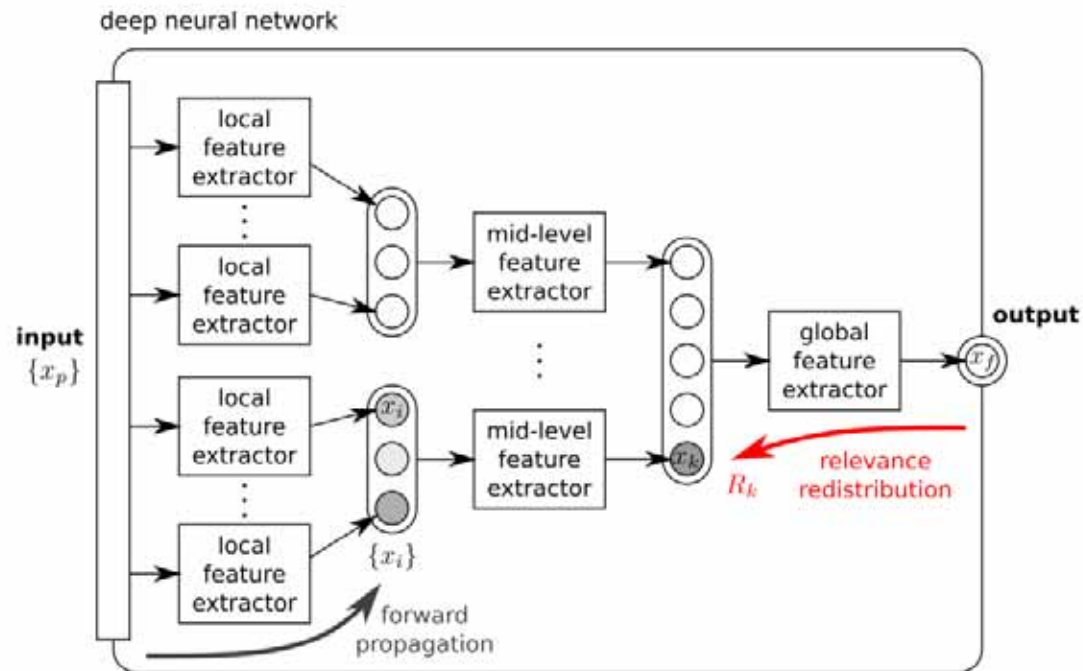 deep neural network
local
feature
extractor
local
feature
extractor
mid-level
feature
extractor
input
{x_p}
global
feature
extractor
output
x_f
local
feature
extractor
x_i
mid-level
feature
extractor
x_k
R_k
relevance
redistribution
local
feature
extractor
{x_i}
forward
propagation